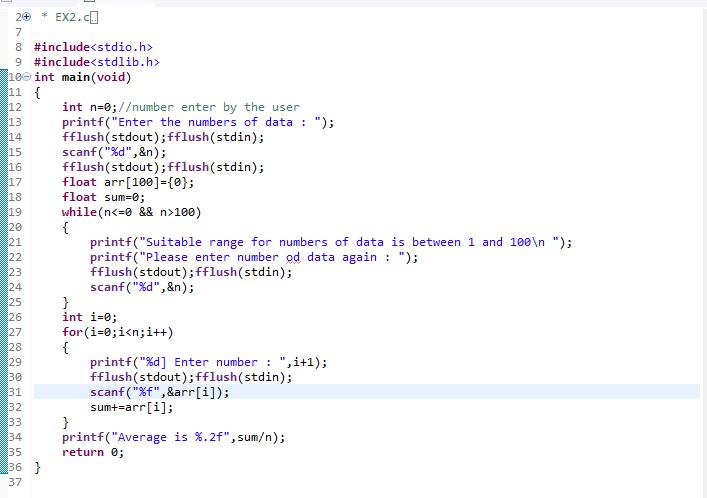 2 * EX2.c
7
8 #include<stdio.h>
9 #include<stdlib.h>
10 int main(void)
11 {
12 int n=0;//number enter by the user
13 printf("Enter the numbers of data : ");
14 fflush(stdout);fflush(stdin);
15 scanf("%d",&n);
16 fflush(stdout);fflush(stdin);
17 float arr[100]={0};
18 float sum=0;
19 while(n<=0 && n>100)
20 {
21 printf("Suitable range for numbers of data is between 1 and 100\n ");
22 printf("Please enter number od data again : ");
23 fflush(stdout);fflush(stdin);
24 scanf("%d",&n);
25 }
26 int i=0;
27 for(i=0;i<n;i++)
28 {
29 printf("%d] Enter number : ",i+1);
30 fflush(stdout);fflush(stdin);
31 scanf("%f",&arr[i]);
32 sum+=arr[i];
33 }
34 printf("Average is %.2f",sum/n);
35 return 0;
36 }
37